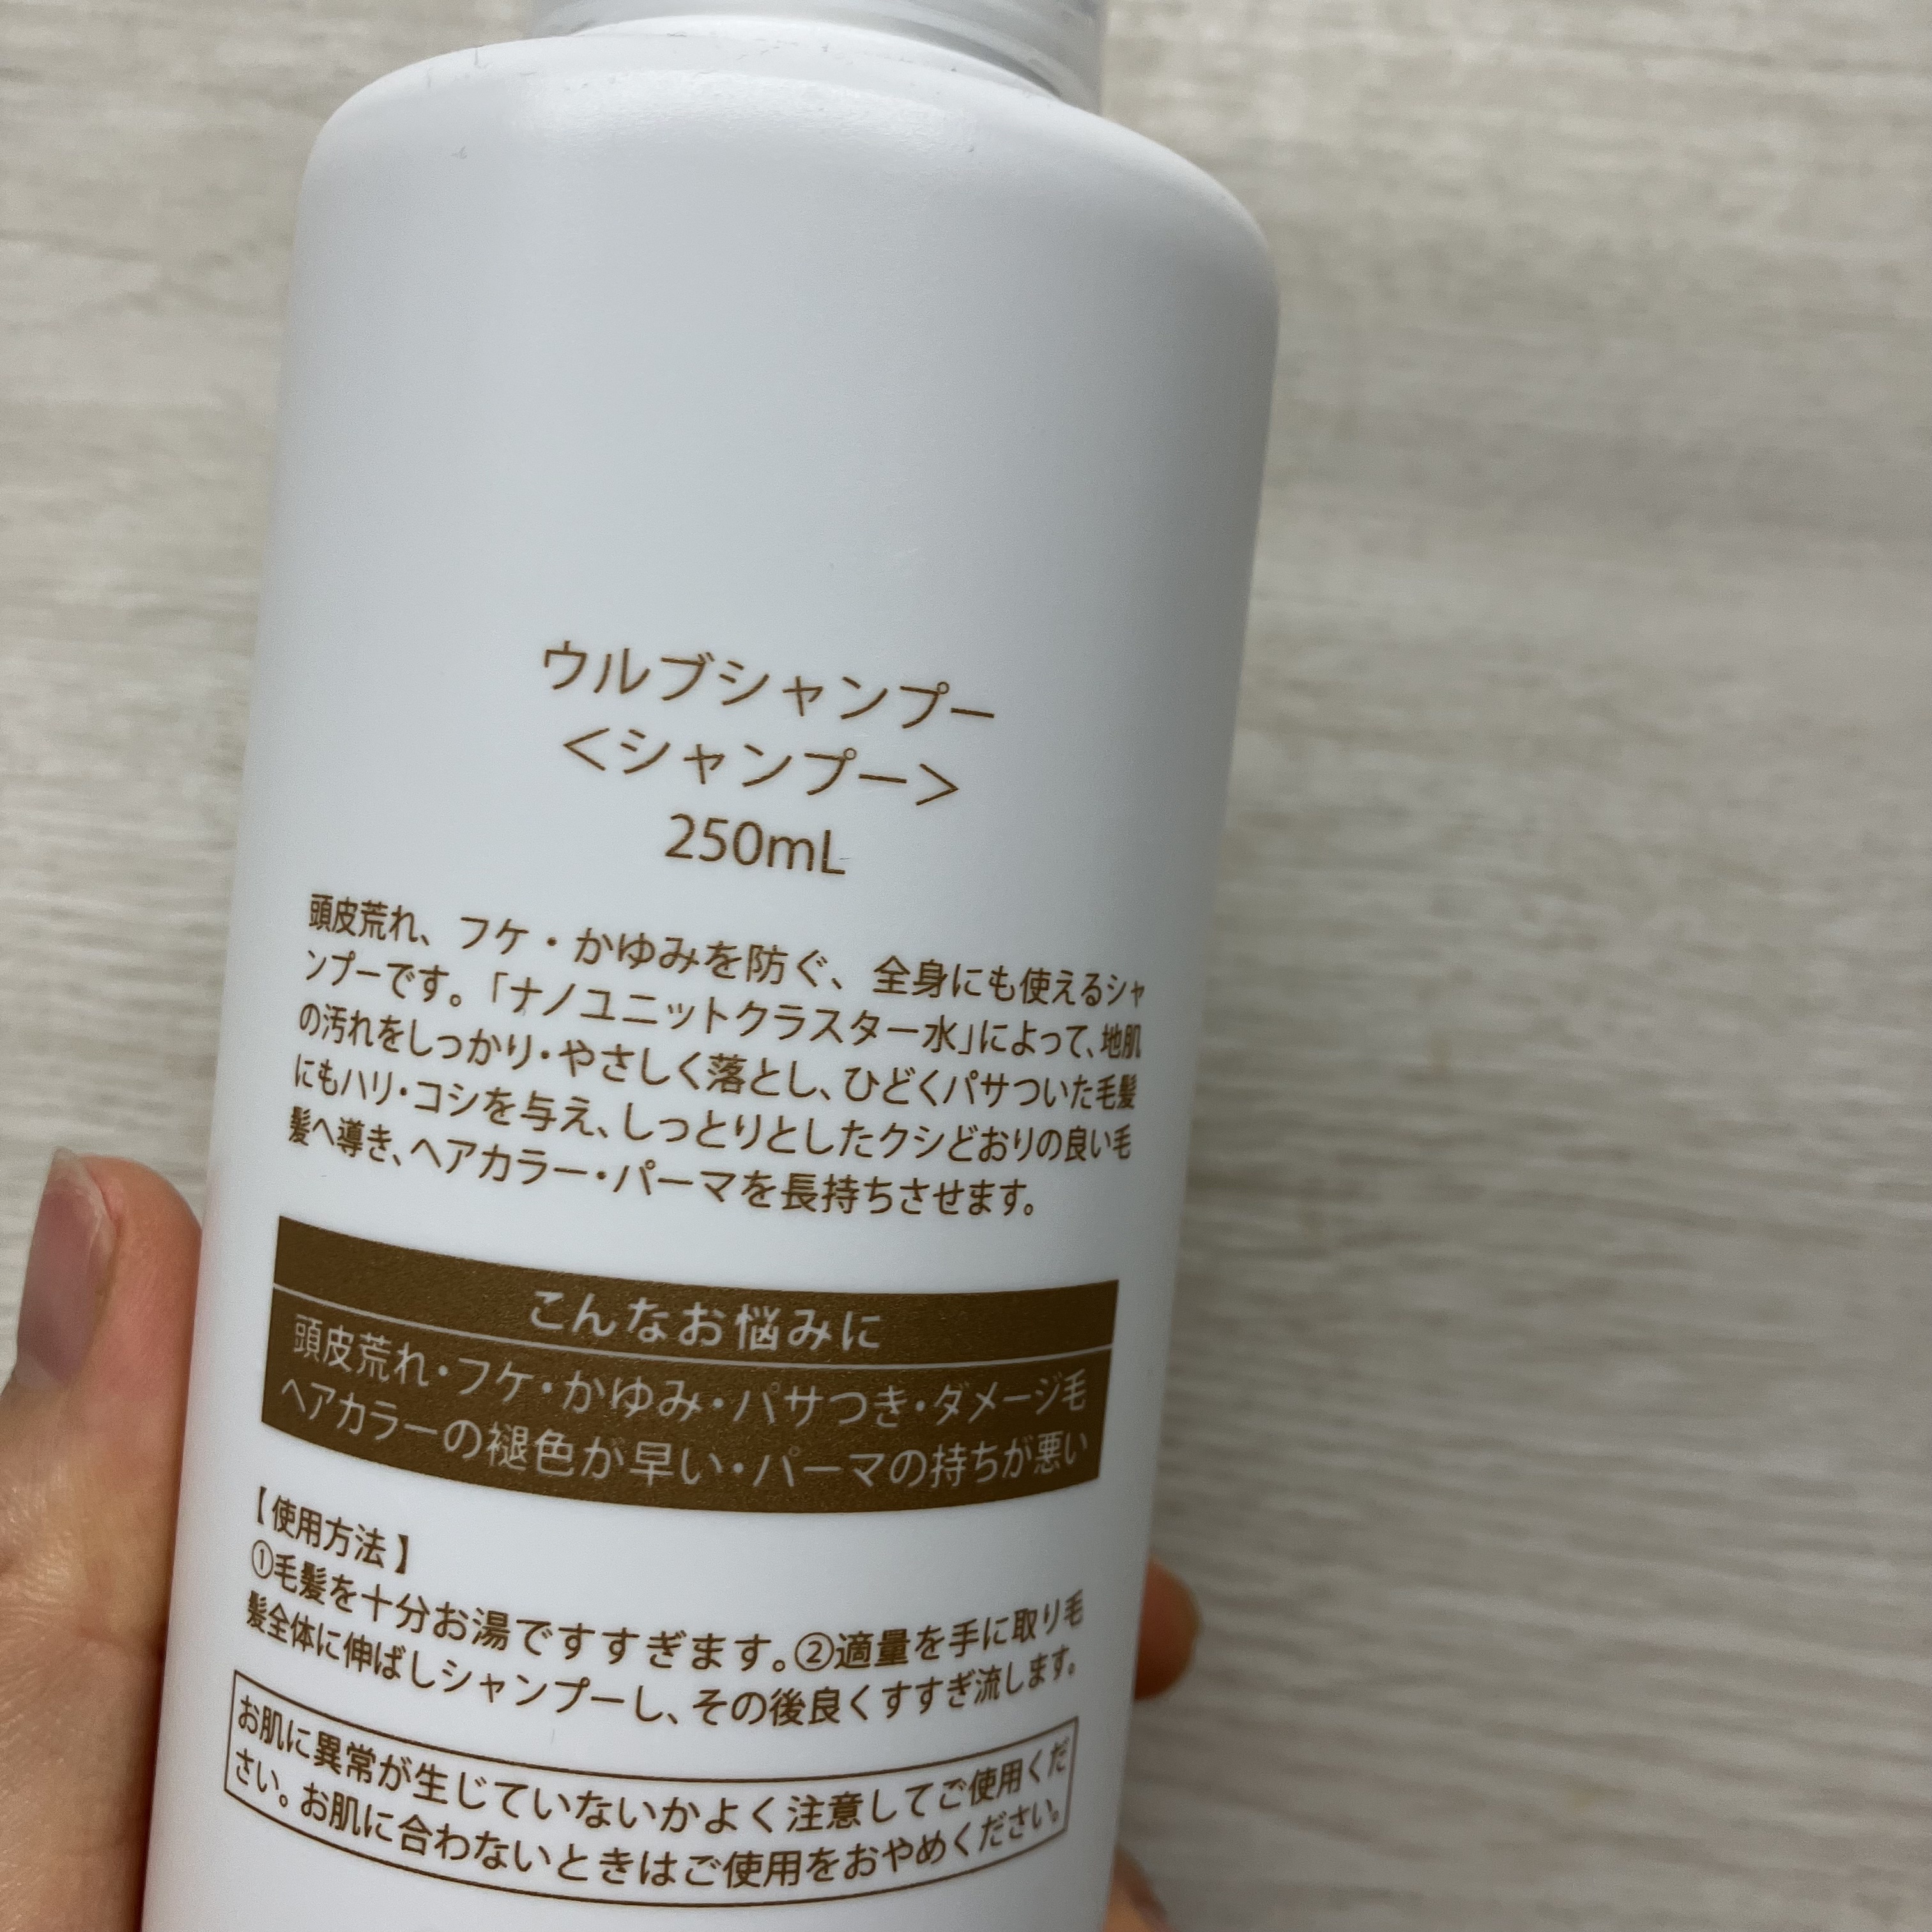 ウルブシャンプー
＜シャンプー＞
250mL
頭皮荒れ、フケ・かゆみを防ぐ、全身にも使えるシャ
ンプーです。「ナノユニットクラスター水」によって、地肌
の汚れをしっかり・やさしく落とし、ひどくパサついた毛髪
にもハリ・コシを与え、しっとりとしたクシどおりの良い毛
髪へ導き、ヘアカラー・パーマを長持ちさせます。
こんなお悩みに
頭皮荒れ・フケ・かゆみ・パサつき・ダメージ毛
ヘアカラーの褪色が早い・パーマの持ちが悪い
【使用方法】
①毛髪を十分お湯ですすぎます。②適量を手に取り毛
髪全体に伸ばしシャンプーし、その後良くすすぎ流します。
お肌に異常が生じていないかよく注意してご使用くだ
さい。お肌に合わないときはご使用をおやめください。